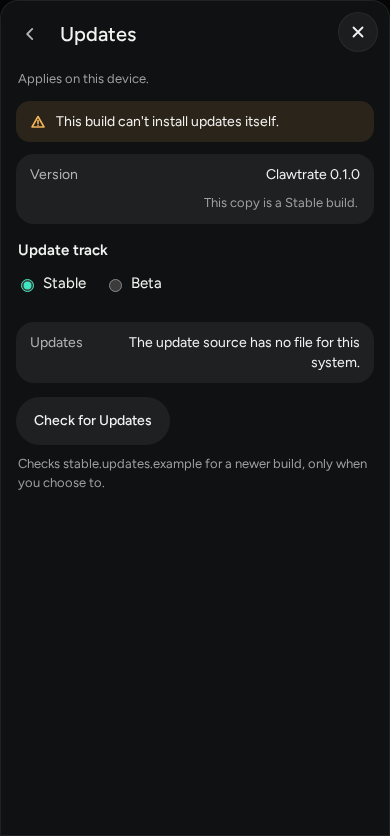 Updates
Applies on this device.
This build can't install updates itself.
Version
Clawtrate 0.1.0
This copy is a Stable build.
Update track
Stable
Beta
Updates
The update source has no file for this
system.
Check for Updates
Checks stable.updates.example for a newer build, only when
you choose to.